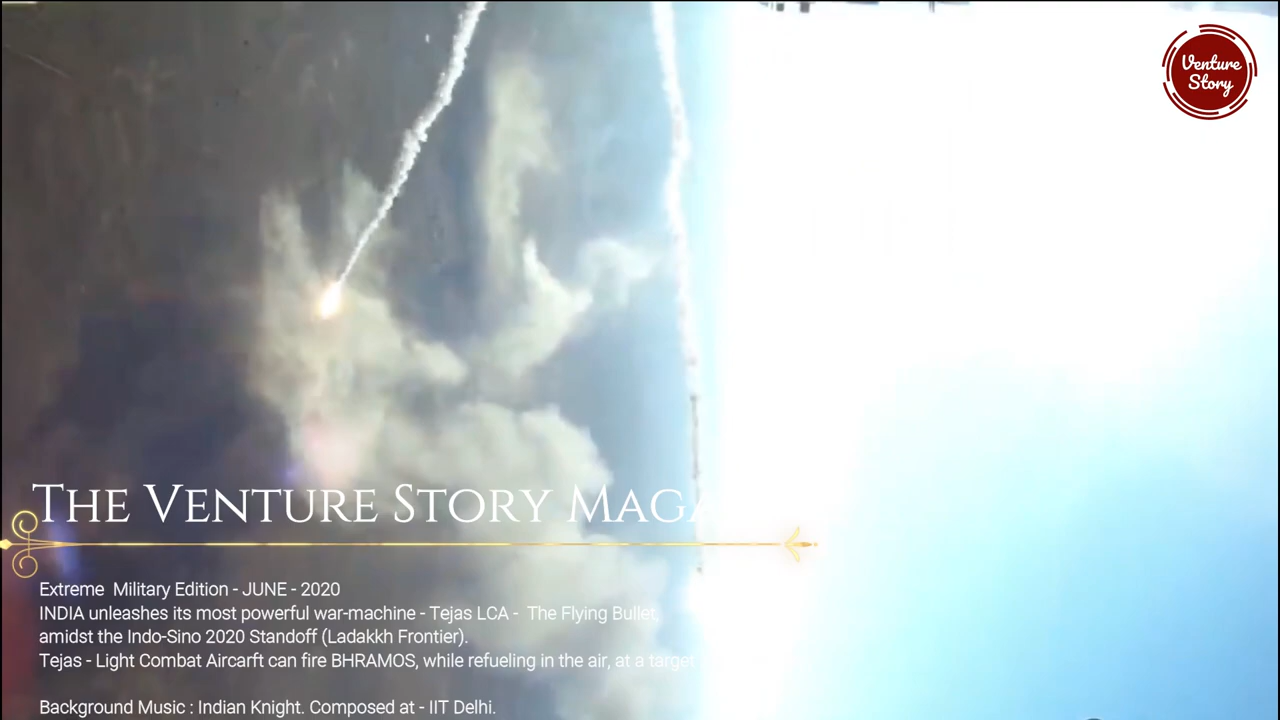 Venture
Story
THE VENTURE STORY MAGA
Extreme Military Edition - JUNE - 2020
INDIA unleashes its most powerful war-machine - Tejas LCA - The Flying Bullet,
amidst the Indo-Sino 2020 Standoff (Ladakkh Frontier).
Tejas - Light Combat Aircarft can fire BHRAMOS, while refueling in the air, at a target
Background Music : Indian Knight. Composed at - IIT Delhi.